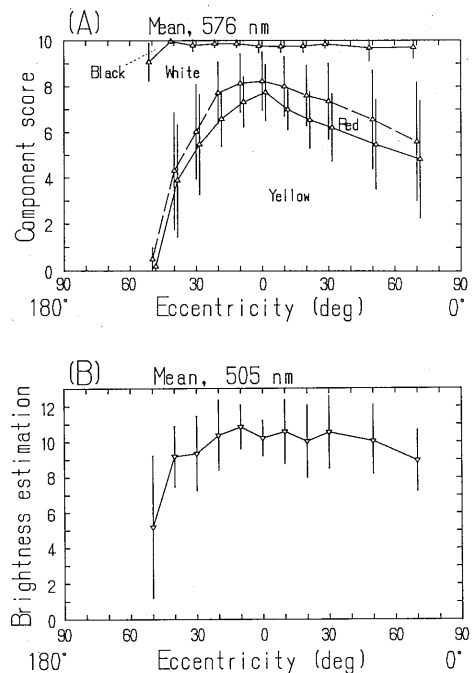 (A) Mean, 576 nm
Component score
10
8
6
4
2
0
Black
White
Red
Yellow
90 60 30 0 30 60 90
180° Eccentricity (deg) 0°
(B) Mean, 505 nm
Brightness estimation
12
10
8
6
4
2
0
90 60 30 0 30 60 90
180° Eccentricity (deg) 0°